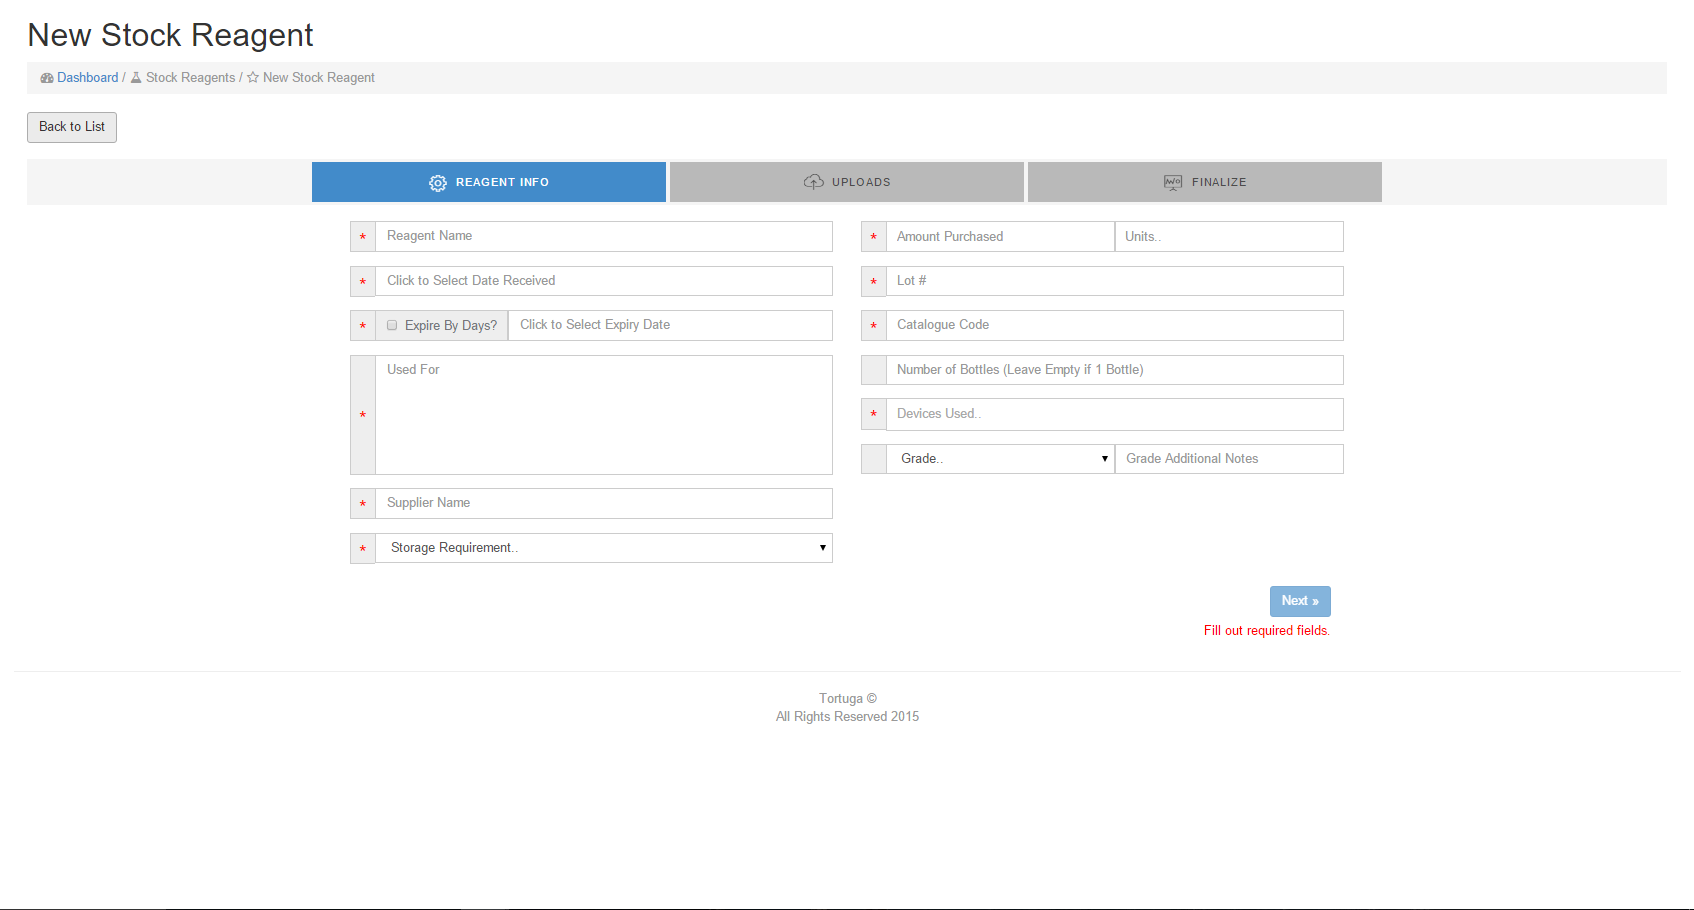 New Stock Reagent
Dashboard / Stock Reagents / New Stock Reagent
Back to List
REAGENT INFO
UPLOADS
FINALIZE
* Reagent Name
* Click to Select Date Received
* Expire By Days? Click to Select Expiry Date
* Used For
* Supplier Name
* Storage Requirement..
* Amount Purchased Units..
* Lot #
* Catalogue Code
Number of Bottles (Leave Empty if 1 Bottle)
* Devices Used..
Grade.. Grade Additional Notes
Next »
Fill out required fields.
Tortuga ©
All Rights Reserved 2015